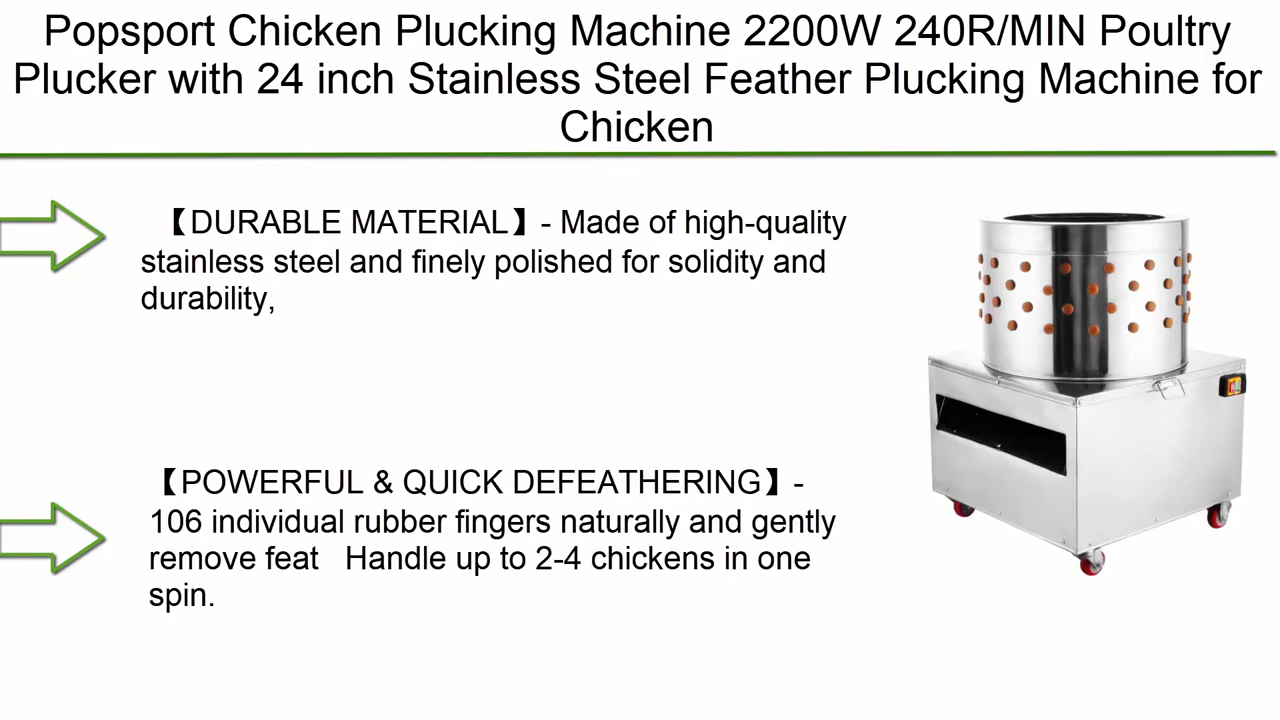 Popsport Chicken Plucking Machine 2200W 240R/MIN Poultry
Plucker with 24 inch Stainless Steel Feather Plucking Machine for
Chicken
【DURABLE MATERIAL】- Made of high-quality
stainless steel and finely polished for solidity and
durability,
【POWERFUL & QUICK DEFEATHERING】-
106 individual rubber fingers naturally and gently
remove feat   Handle up to 2-4 chickens in one
spin.